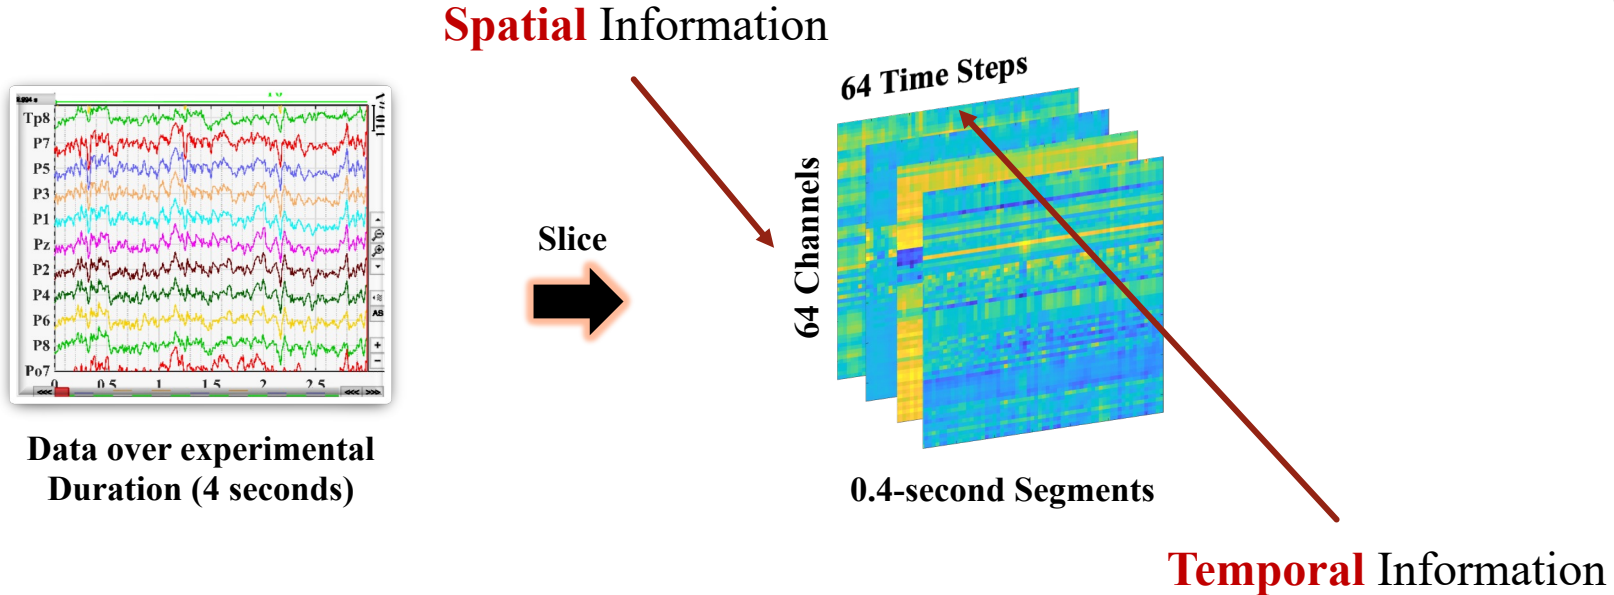 Spatial Information
64 Time Steps
64 Channels
Tp8
P7
P5
P3
P1
Pz
P2
P4
P6
P8
Po7
0 0.5 1 1.5 2 2.5
AS
<<< <<< >>>
Slice
Data over experimental
Duration (4 seconds)
0.4-second Segments
Temporal Information